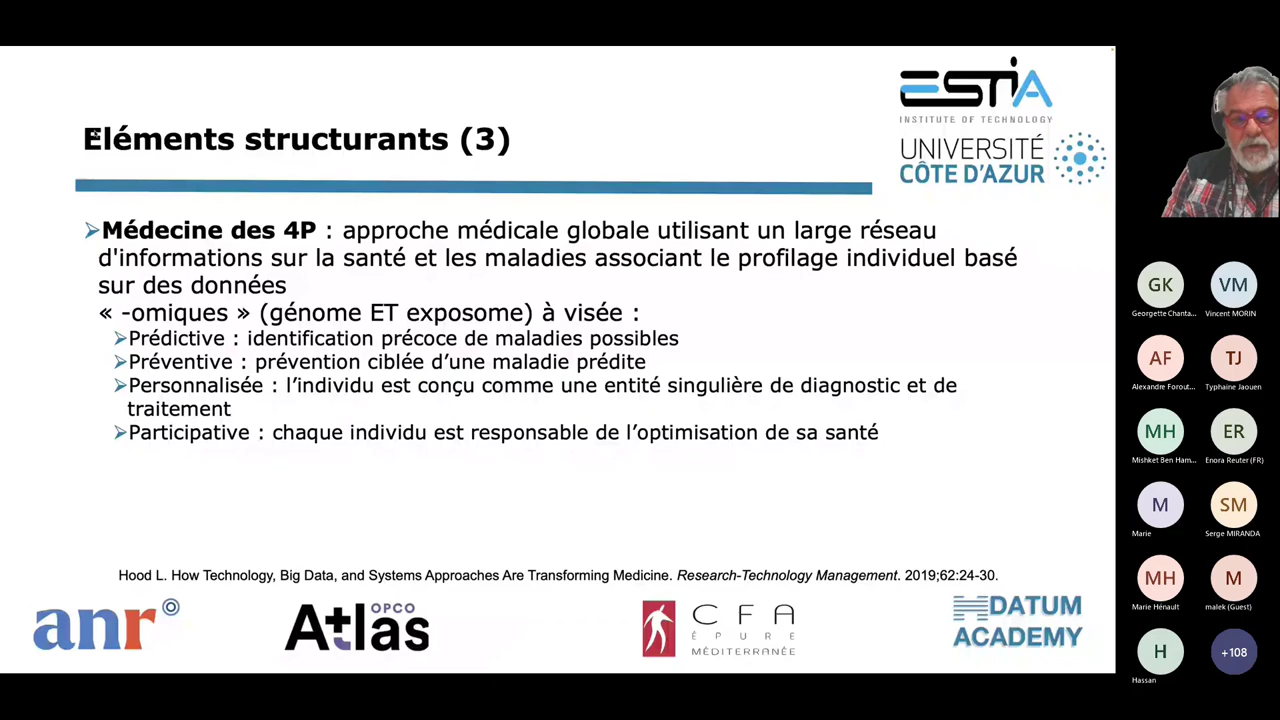 ESTIA
INSTITUTE OF TECHNOLOGY
UNIVERSITÉ
CÔTE D'AZUR
Eléments structurants (3)
Médecine des 4P : approche médicale globale utilisant un large réseau
d'informations sur la santé et les maladies associant le profilage individuel basé
sur des données
« -omiques » (génome ET exposome) à visée :
Prédictive : identification précoce de maladies possibles
Préventive : prévention ciblée d’une maladie prédite
Personnalisée : l’individu est conçu comme une entité singulière de diagnostic et de
traitement
Participative : chaque individu est responsable de l’optimisation de sa santé
Hood L. How Technology, Big Data, and Systems Approaches Are Transforming Medicine. Research-Technology Management. 2019;62:24-30.
anr
OPCO
Atlas
CFA
ÉPURE
MÉDITERRANÉE
DATUM
ACADEMY
GK
Georgette Chanta...
VM
Vincent MORIN
AF
Alexandre Forout...
TJ
Typhaine Jaouen
MH
Mishket Ben Ham...
ER
Enora Reuter (FR)
M
Marie
SM
Serge MIRANDA
MH
Marie Hénault
M
malek (Guest)
H
Hassan
+108